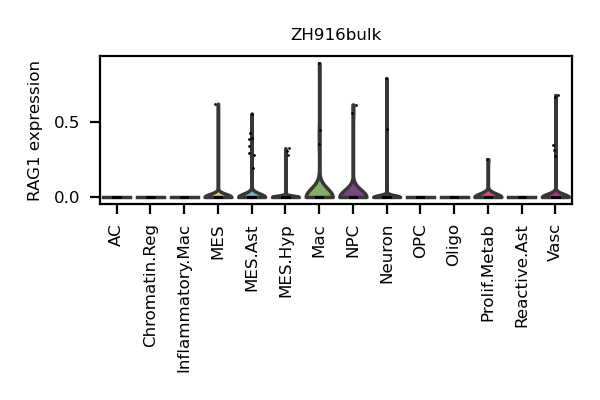 ZH916bulk
RAG1 expression
0.5
0.0
AC
Chromatin.Reg
Inflammatory.Mac
MES
MES.Ast
MES.Hyp
Mac
NPC
Neuron
OPC
Oligo
Prolif.Metab
Reactive.Ast
Vasc